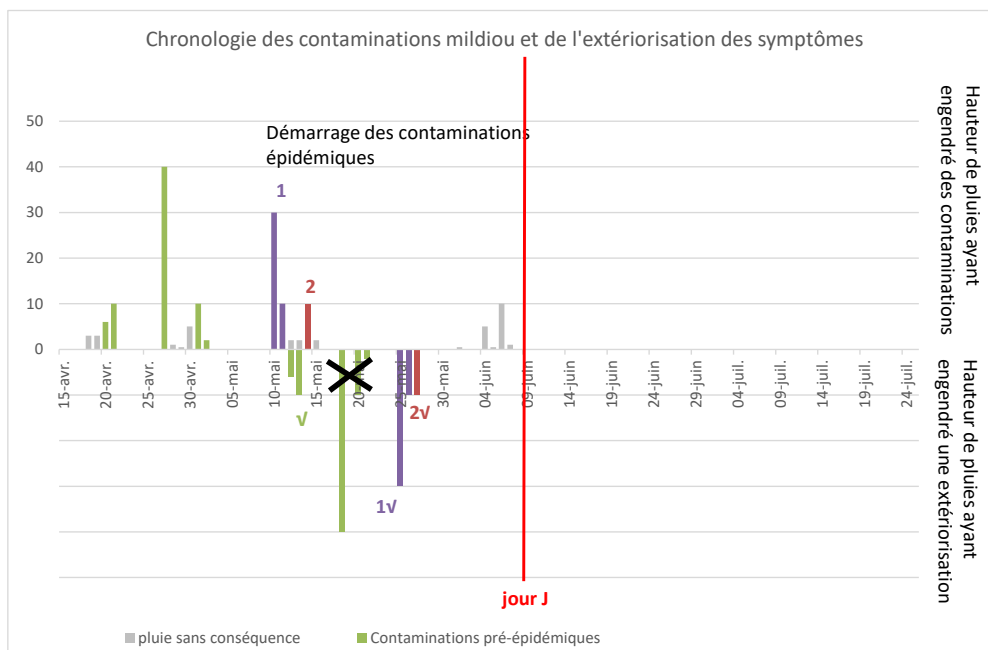 Chronologie des contaminations mildiou et de l'extériorisation des symptômes
Hauteur de pluies ayant
engendré des contaminations
Hauteur de pluies ayant
engendré une extériorisation
50
40
30
20
10
0
Démarrage des contaminations
épidémiques
1
2
√
1√
2√
15-avr.
20-avr.
25-avr.
30-avr.
05-mai
10-mai
15-mai
20-mai
25-mai
30-mai
04-juin
09-juin
14-juin
19-juin
24-juin
29-juin
04-juil.
09-juil.
14-juil.
19-juil.
24-juil.
jour J
pluie sans conséquence
Contaminations pré-épidémiques